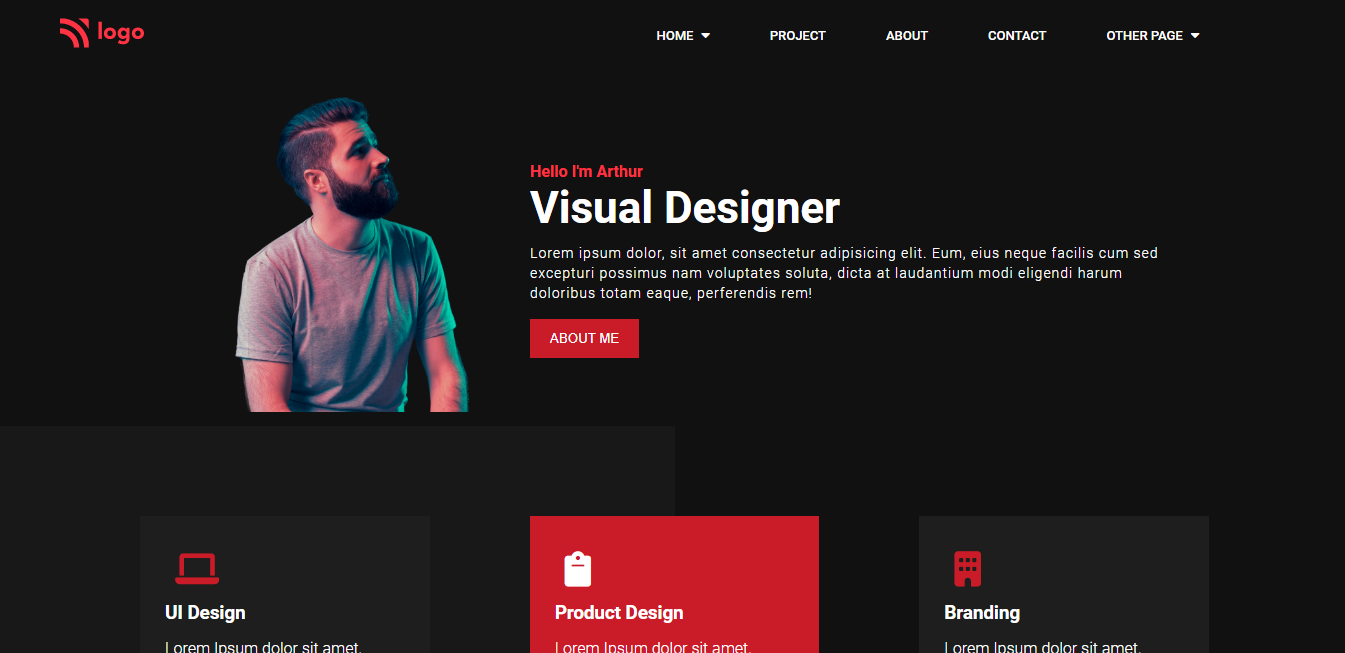 logo
HOME
PROJECT
ABOUT
CONTACT
OTHER PAGE
Hello I'm Arthur
Visual Designer
Lorem ipsum dolor, sit amet consectetur adipisicing elit. Eum, eius neque facilis cum sed
excepturi possimus nam voluptates soluta, dicta at laudantium modi eligendi harum
doloribus totam eaque, perferendis rem!
ABOUT ME
UI Design
Lorem Ipsum dolor sit amet,
Product Design
Lorem Ipsum dolor sit amet,
Branding
Lorem Ipsum dolor sit amet,